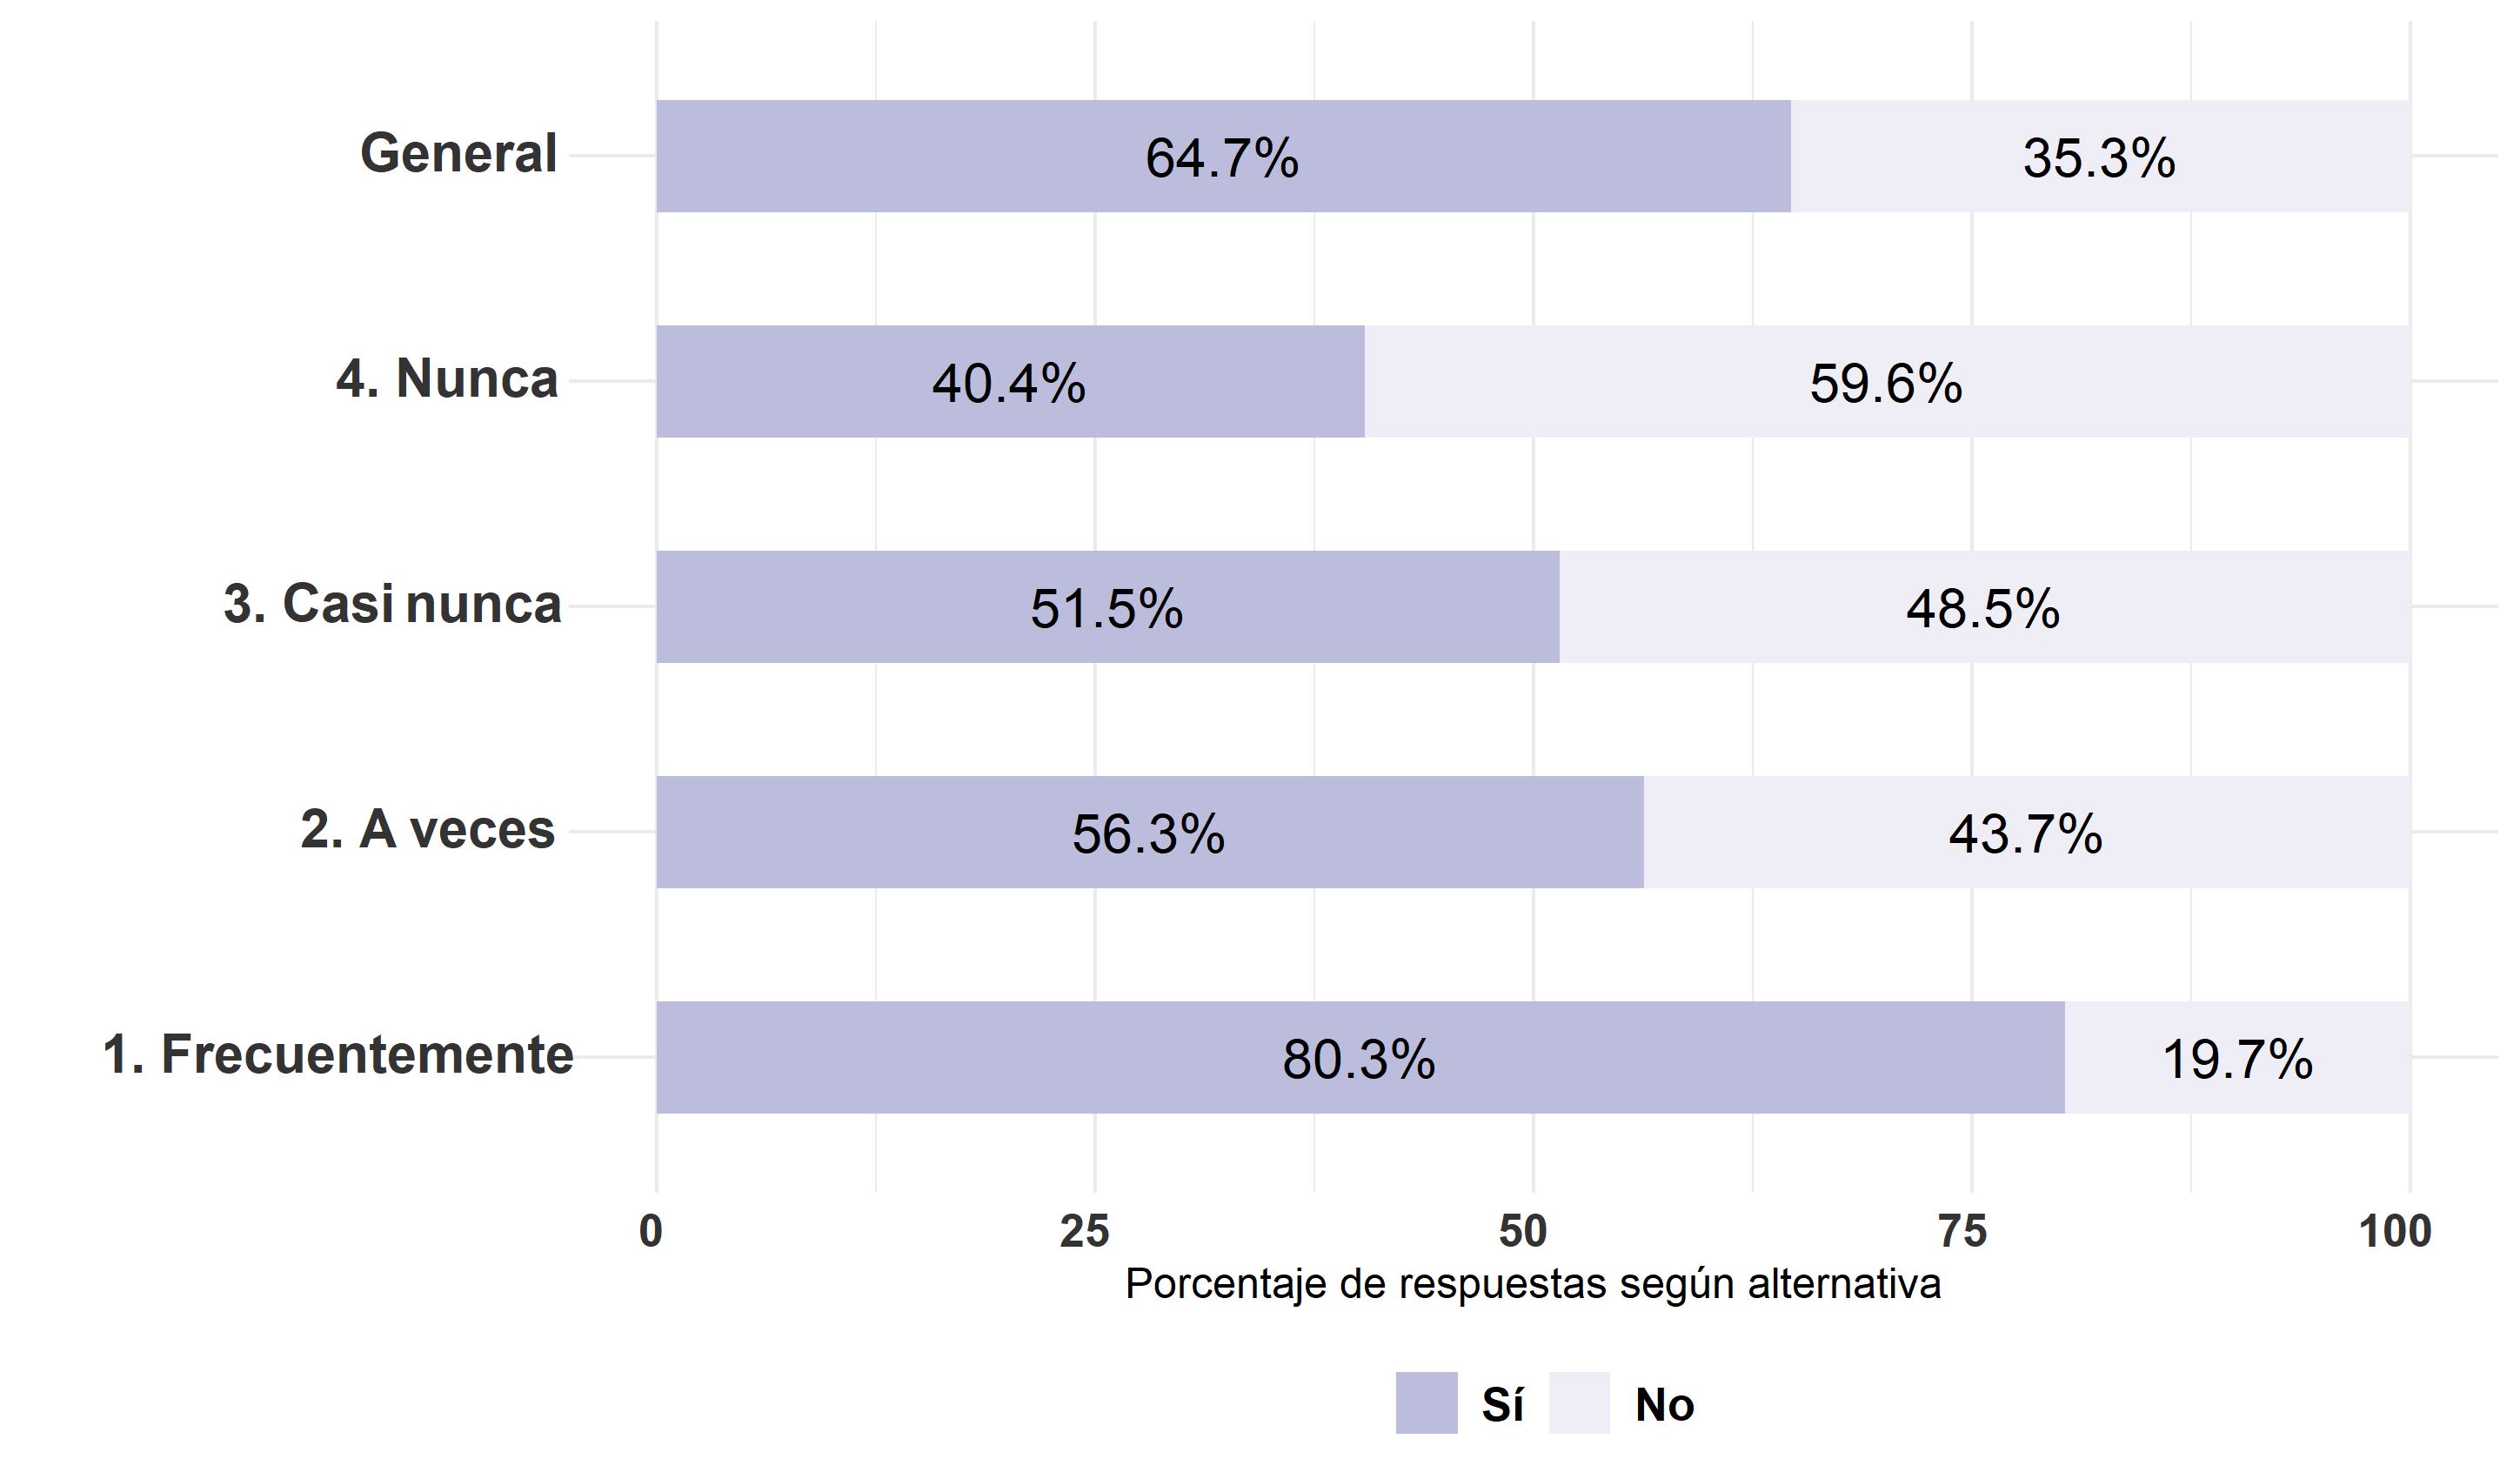 General 64.7% 35.3%
4. Nunca 40.4% 59.6%
3. Casi nunca 51.5% 48.5%
2. A veces 56.3% 43.7%
1. Frecuentemente 80.3% 19.7%
0 25 50 75 100
Porcentaje de respuestas según alternativa
Sí No